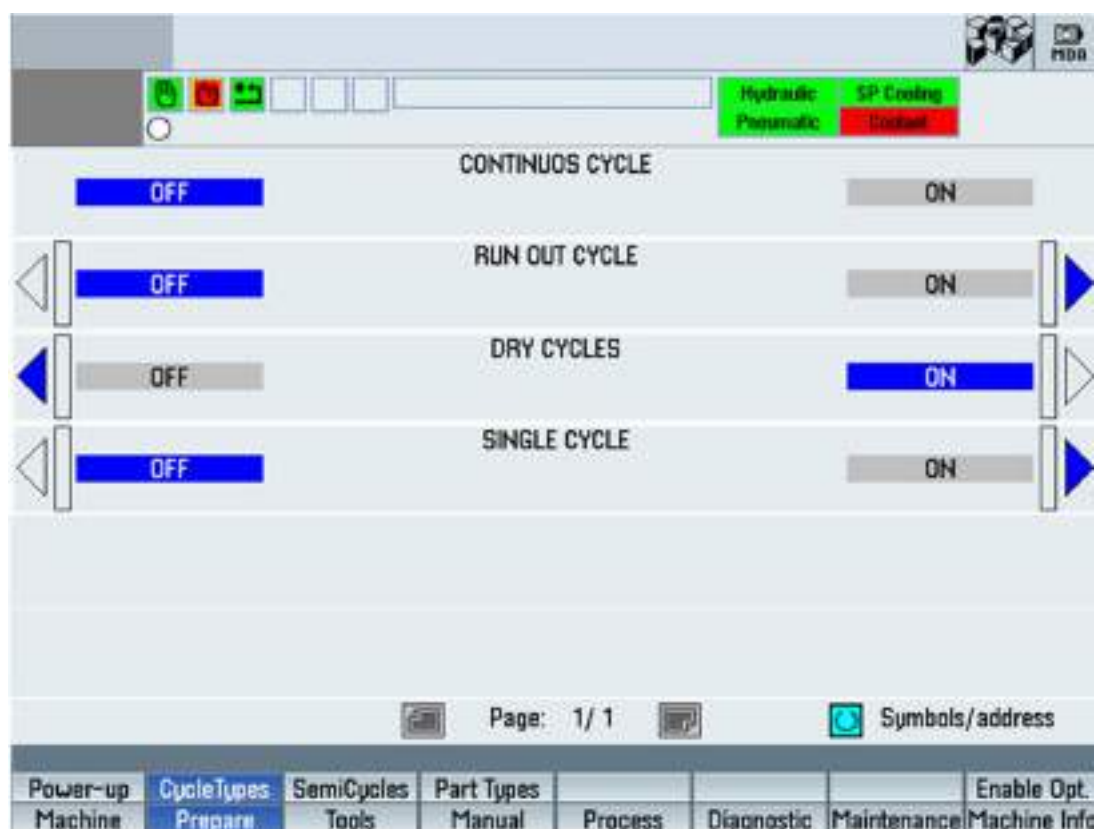 MDA
Hydraulic SP Cooling
Pneumatic Coolant
CONTINUOS CYCLE
OFF ON
RUN OUT CYCLE
OFF ON
DRY CYCLES
OFF ON
SINGLE CYCLE
OFF ON
Page: 1/ 1 Symbols/address
Power-up CycleTypes SemiCycles Part Types Enable Opt.
Machine Prepare Tools Manual Process Diagnostic Maintenance Machine Info